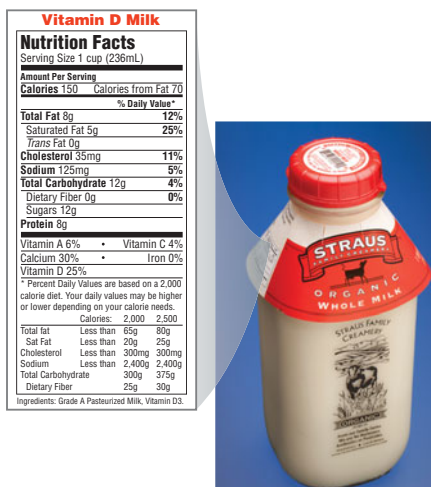 Vitamin D Milk
Nutrition Facts
Serving Size 1 cup (236mL)
Amount Per Serving
Calories 150 Calories from Fat 70
% Daily Value*
Total Fat 8g 12%
Saturated Fat 5g 25%
Trans Fat 0g
Cholesterol 35mg 11%
Sodium 125mg 5%
Total Carbohydrate 12g 4%
Dietary Fiber 0g 0%
Sugars 12g
Protein 8g
Vitamin A 6% • Vitamin C 4%
Calcium 30% • Iron 0%
Vitamin D 25%
* Percent Daily Values are based on a 2,000
calorie diet. Your daily values may be higher
or lower depending on your calorie needs.
Calories: 2,000 2,500
Total fat Less than 65g 80g
Sat Fat Less than 20g 25g
Cholesterol Less than 300mg 300mg
Sodium Less than 2,400g 2,400g
Total Carbohydrate 300g 375g
Dietary Fiber 25g 30g
Ingredients: Grade A Pasteurized Milk, Vitamin D3.
STRAUS
FAMILY CREAMERY
ORGANIC
WHOLE MILK
STRAUS FAMILY
CREAMERY
ORGANIC